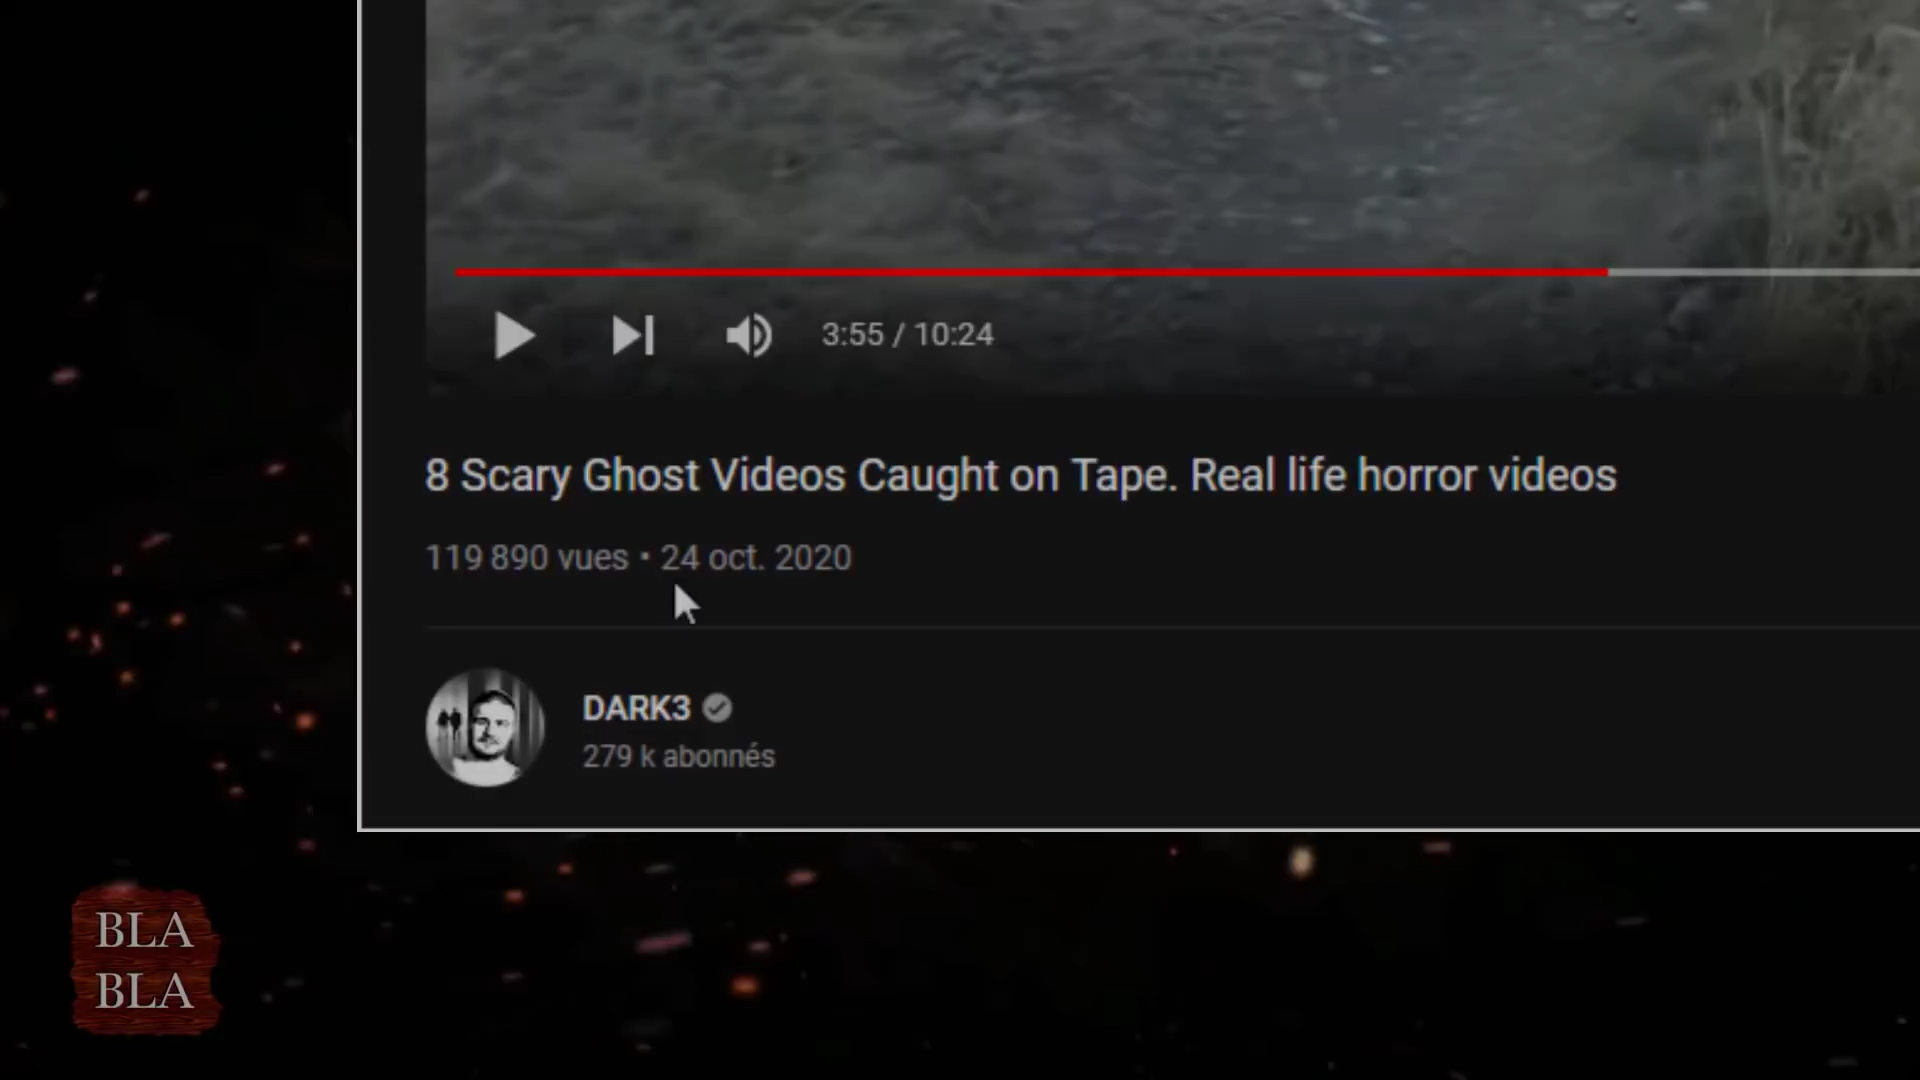 3:55 / 10:24
8 Scary Ghost Videos Caught on Tape. Real life horror videos
119 890 vues • 24 oct. 2020
DARK3
279 k abonnés
BLA
BLA